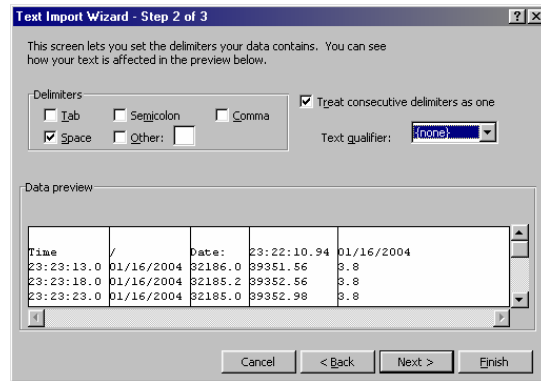 Text Import Wizard - Step 2 of 3
This screen lets you set the delimiters your data contains. You can see
how your text is affected in the preview below.
Delimiters
Tab Semicolon Comma
Space Other:
Treat consecutive delimiters as one
Text qualifier: {none}
Data preview
Time / Date: 23:22:10.94 01/16/2004
23:23:13.0 01/16/2004 32186.0 39351.56 3.8
23:23:18.0 01/16/2004 32185.2 39352.56 3.8
23:23:23.0 01/16/2004 32185.0 39352.98 3.8
Cancel < Back Next > Finish